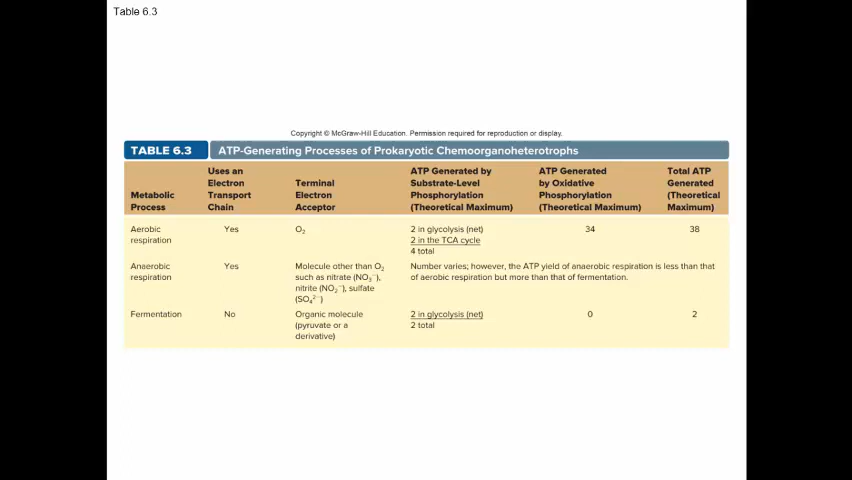 Table 6.3
Copyright © McGraw-Hill Education. Permission required for reproduction or display.
TABLE 6.3 ATP-Generating Processes of Prokaryotic Chemoorganoheterotrophs
Metabolic
Process
Uses an
Electron
Transport
Chain
Terminal
Electron
Acceptor
ATP Generated by
Substrate-Level
Phosphorylation
(Theoretical Maximum)
ATP Generated
by Oxidative
Phosphorylation
(Theoretical Maximum)
Total ATP
Generated
(Theoretical
Maximum)
Aerobic
respiration
Yes
O₂
2 in glycolysis (net)
2 in the TCA cycle
4 total
34
38
Anaerobic
respiration
Yes
Molecule other than O₂
such as nitrate (NO₃⁻),
nitrite (NO₂⁻), sulfate
(SO₄²⁻)
Number varies; however, the ATP yield of anaerobic respiration is less than that
of aerobic respiration but more than that of fermentation.
Fermentation
No
Organic molecule
(pyruvate or a
derivative)
2 in glycolysis (net)
2 total
0
2